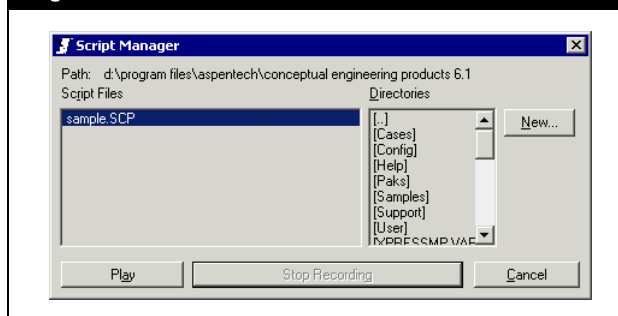 Script Manager
Path: d:\program files\aspentech\conceptual engineering products 6.1
Script Files
Directories
sample.SCP
[..]
[Cases]
[Config]
[Help]
[Paks]
[Samples]
[Support]
[User]
New...
Play
Stop Recording
Cancel